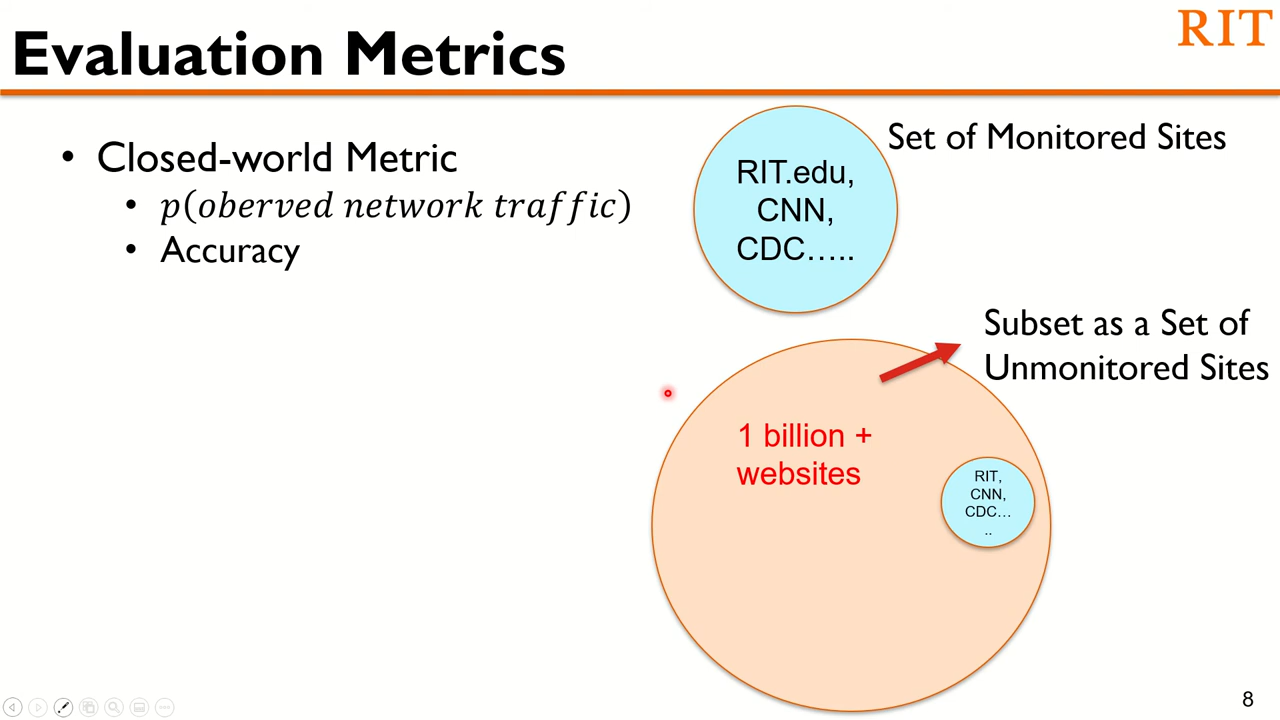 Evaluation Metrics
RIT
• Closed-world Metric
• p(oberved network traffic)
• Accuracy
RIT.edu,
CNN,
CDC…..
Set of Monitored Sites
Subset as a Set of
Unmonitored Sites
1 billion +
websites
RIT,
CNN,
CDC…
..
8